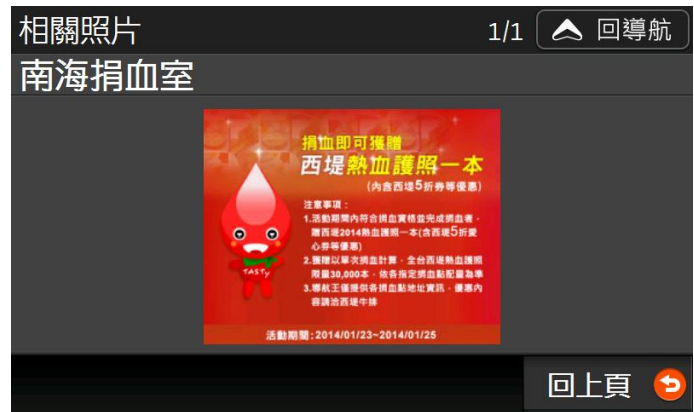 相關照片
1/1
回導航
南海捐血室
捐血即可獲贈
西堤熱血護照一本
(內含西堤5折券等優惠)
注意事項：
1.活動期間內符合捐血資格並完成捐血者，
贈西堤2014熱血護照一本(含西堤5折愛
心券等優惠)
2.獲贈以單次捐血計算，全台西堤熱血護照
限量30,000本，依各指定捐血點配量為準
3.導航王僅提供各捐血點地址資訊，優惠內
容請洽西堤牛排
TASTy
活動期間：2014/01/23~2014/01/25
回上頁